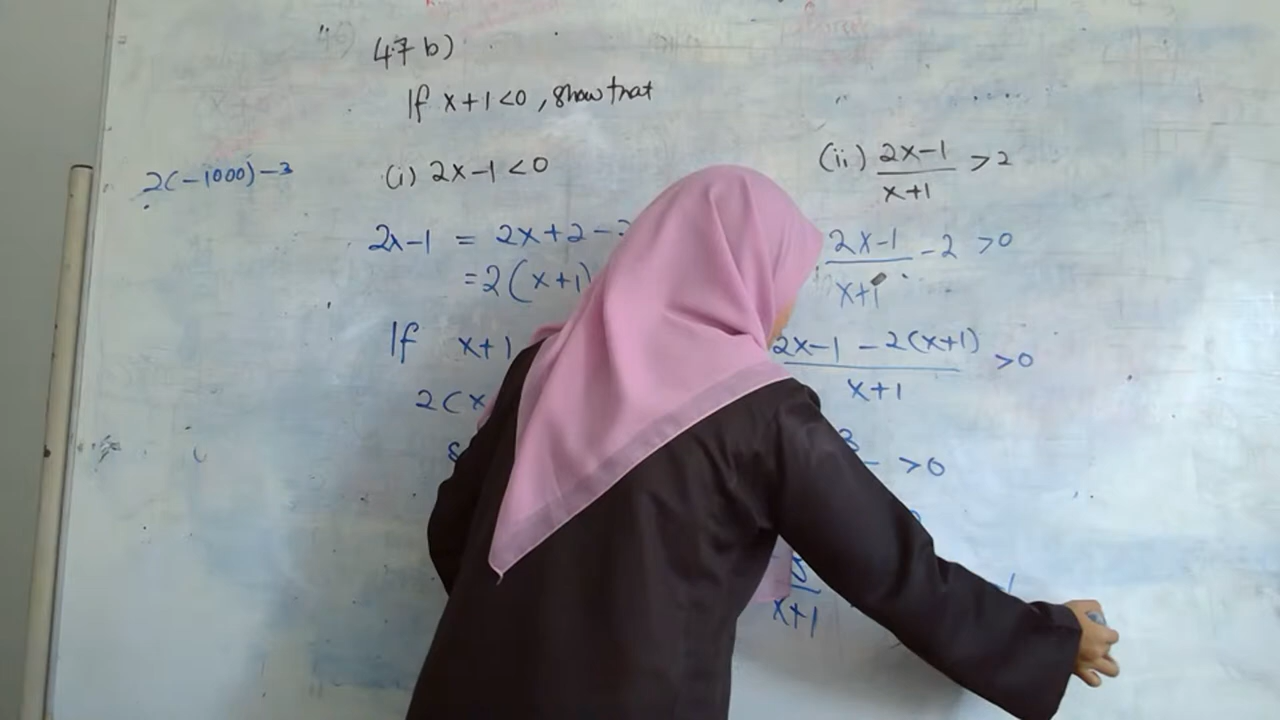 47 b)
If x+1<0, show that
2(-1000)-3
(i) 2x-1<0
2x-1 = 2x+2-
=2(x+1)
If x+1
2(x
(ii) 2x-1/x+1 >2
2x-1/x+1 -2 >0
2x-1 -2(x+1)/x+1 >0
>0
x+1